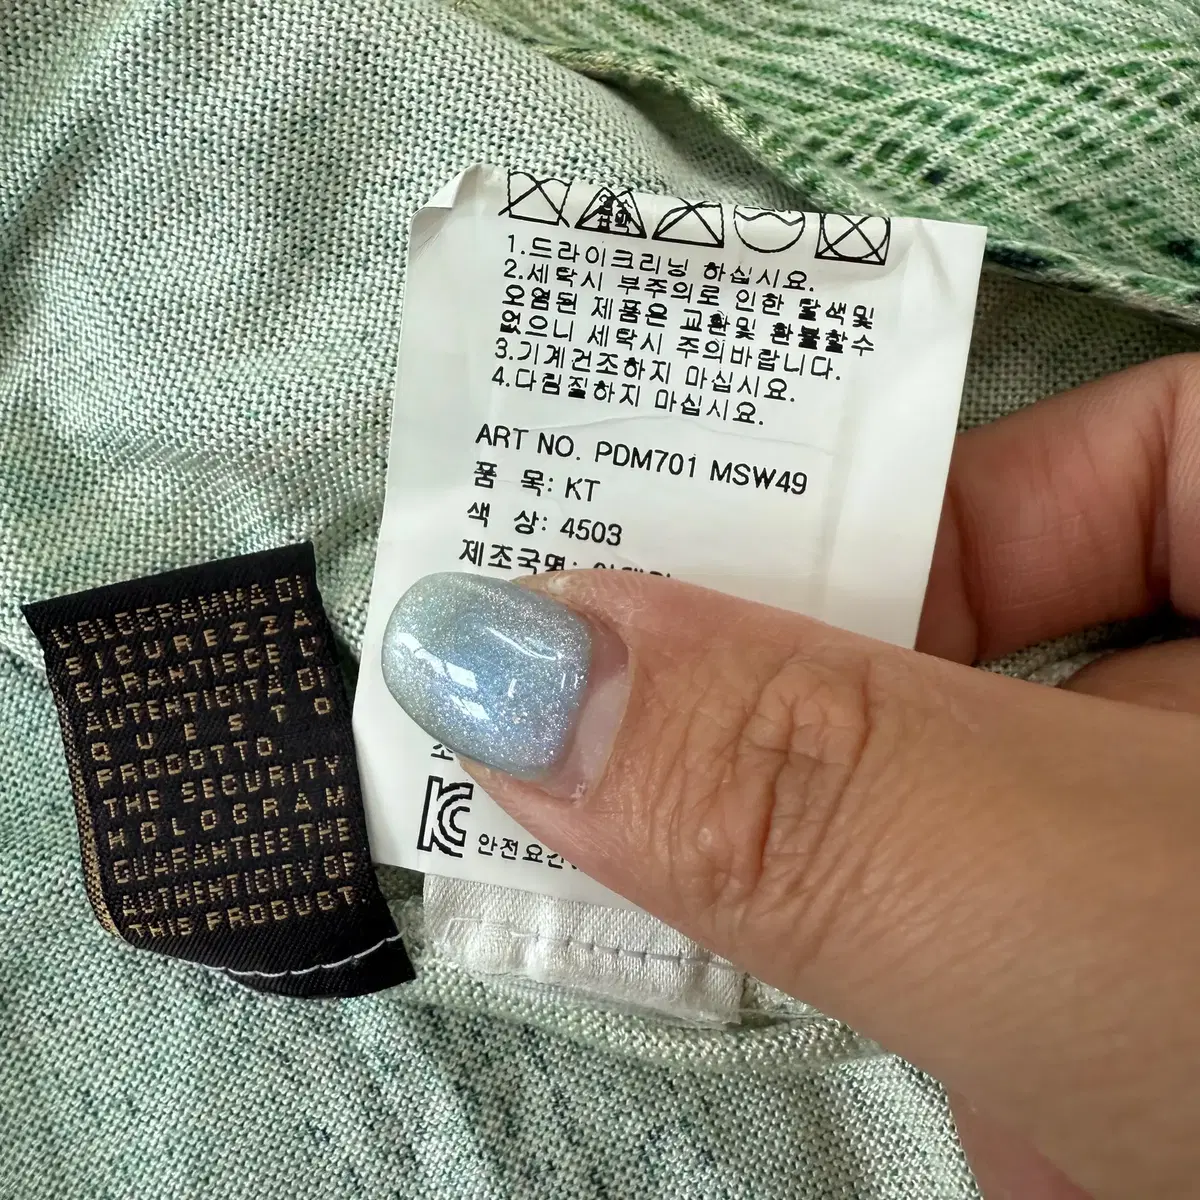 1.드라이크리닝 하십시요.
2.세탁시 부주의로 인한 탈색및
오염된 제품은 교환및 환불할수
없으니 세탁시 주의바랍니다.
3.기계건조하지 마십시요.
4.다림질하지 마십시요.
ART NO. PDM701 MSW49
품 목: KT
색 상: 4503
제조국명:
안전요건
HOLOGRAMMA DI
SICUREZZA
GARANTISCE L'
AUTENTICITÀ DI
QUESTO
PRODOTTO.
THE SECURITY
HOLOGRAM
GUARANTEES THE
AUTHENTICITY OF
THIS PRODUCT.